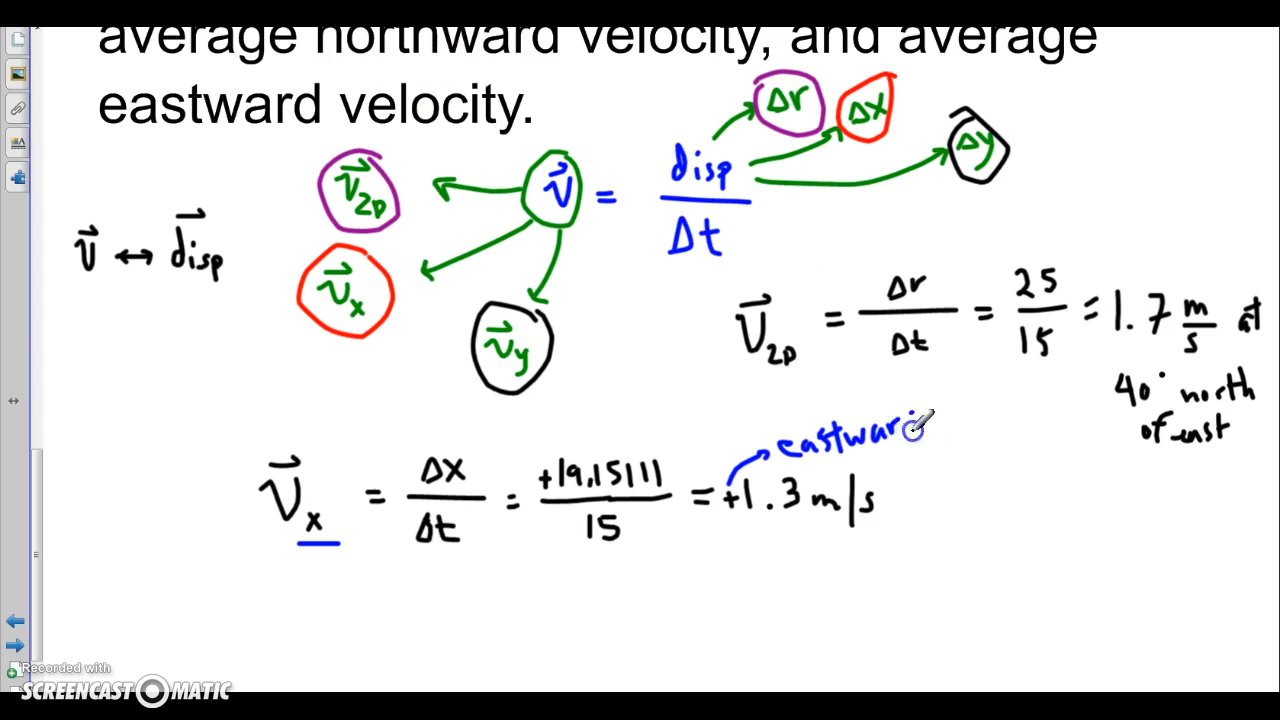 average northward velocity, and average
eastward velocity.
Δr Δx Δy
v⃗₂D v⃗ = disp/Δt
v⃗ ↔ disp⃗
v⃗x
v⃗y
v⃗₂D = Δr/Δt = 25/15 = 1.7 m/s at
40° north
of east
eastward
v⃗x = Δx/Δt = +19.15111/15 = +1.3 m/s
Recorded with
SCREENCAST-O-MATIC